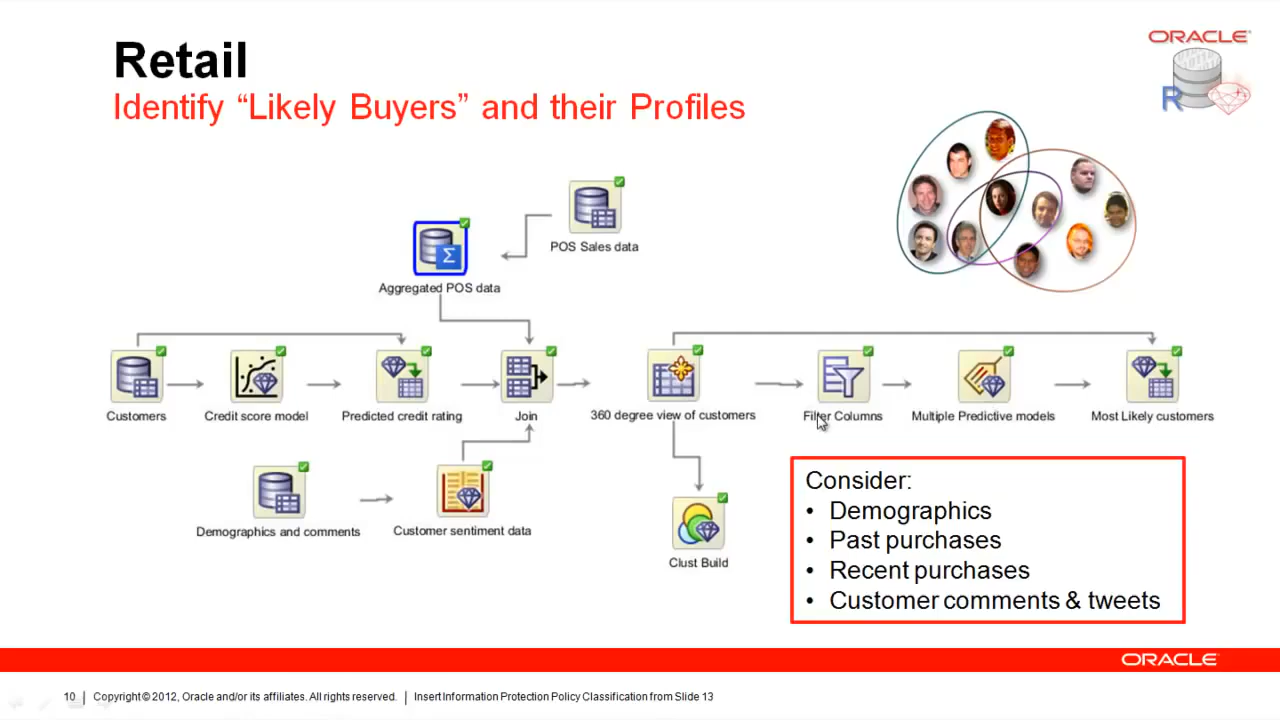 Retail
Identify “Likely Buyers” and their Profiles
ORACLE
R
POS Sales data
Σ
Aggregated POS data
Customers
Credit score model
Predicted credit rating
Join
360 degree view of customers
Filter Columns
Multiple Predictive models
Most Likely customers
Demographics and comments
Customer sentiment data
Clust Build
Consider:
• Demographics
• Past purchases
• Recent purchases
• Customer comments & tweets
ORACLE
10 | Copyright © 2012, Oracle and/or its affiliates. All rights reserved. | Insert Information Protection Policy Classification from Slide 13